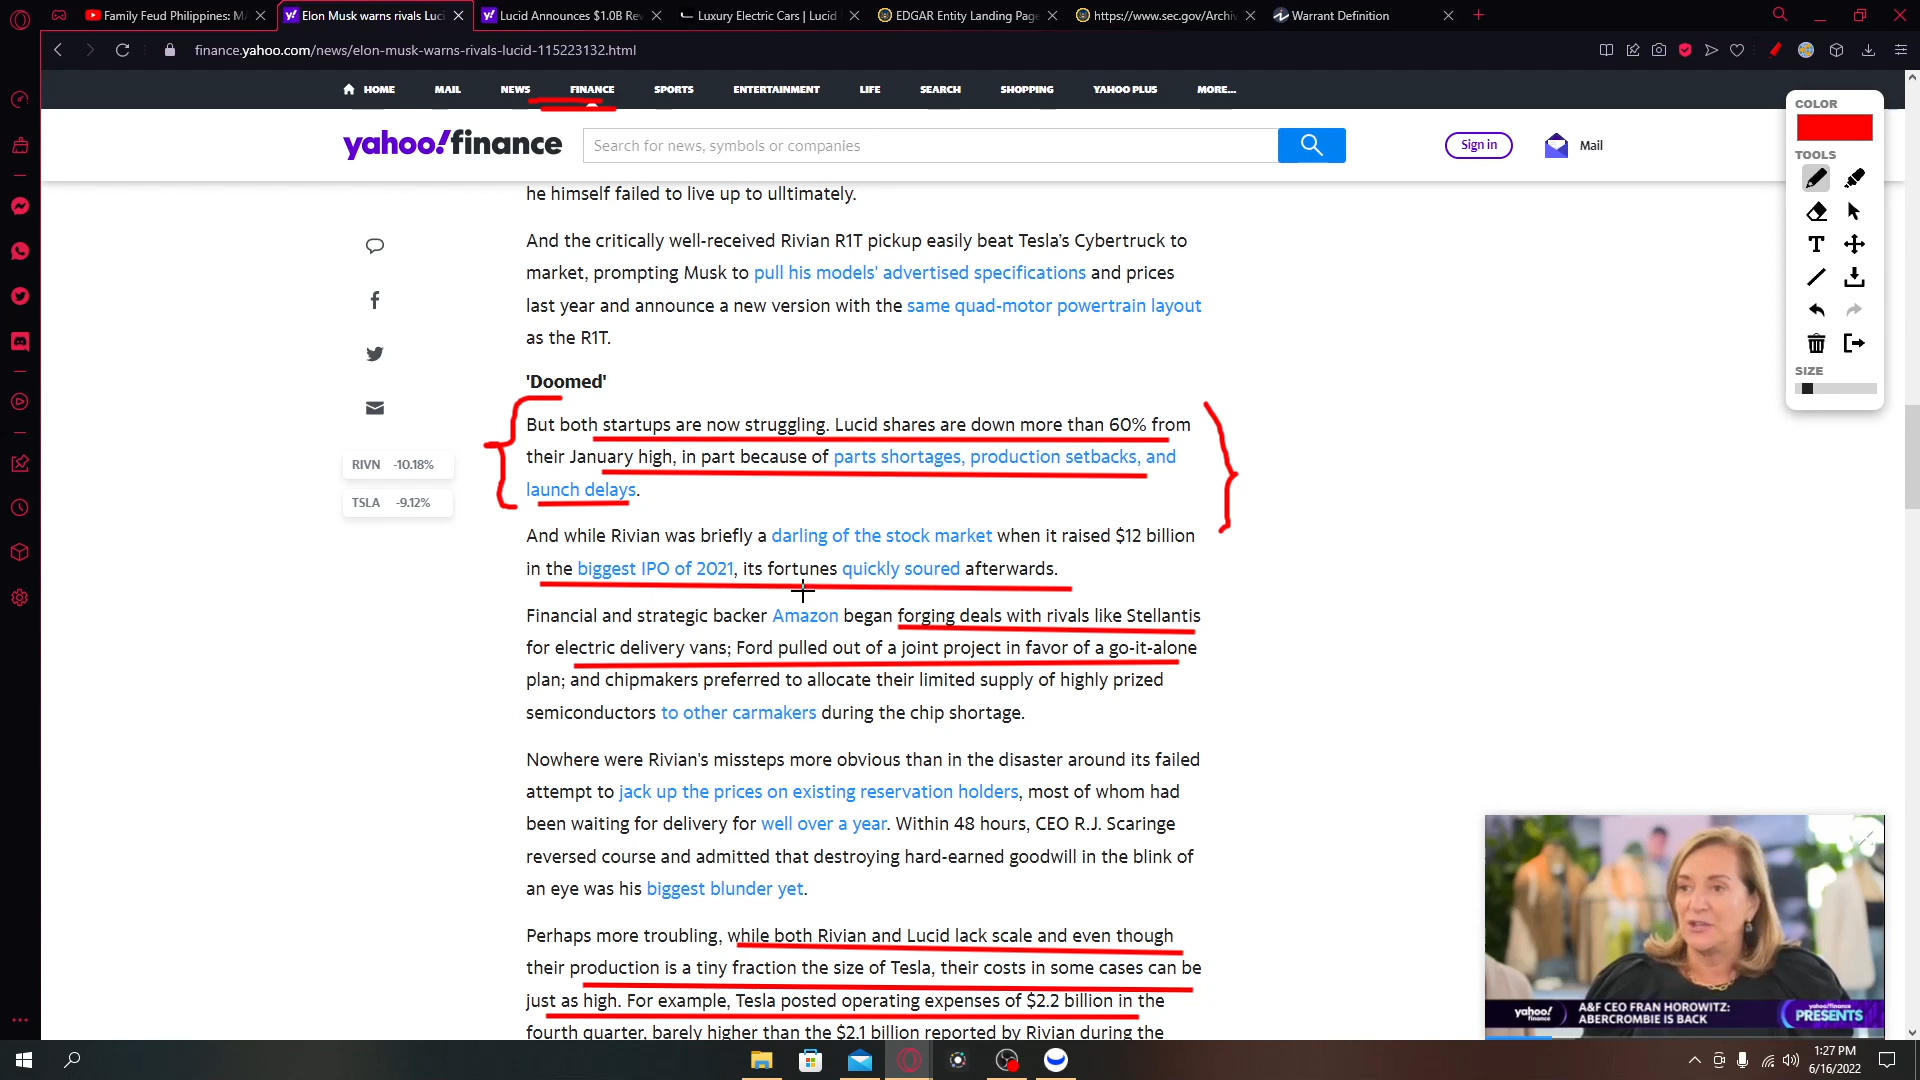 Family Feud Philippines: M
Elon Musk warns rivals Luci
Lucid Announces $1.0B Rev
Luxury Electric Cars | Lucid
EDGAR Entity Landing Page
https://www.sec.gov/Archiv
Warrant Definition
finance.yahoo.com/news/elon-musk-warns-rivals-lucid-115223132.html
HOME MAIL NEWS FINANCE SPORTS ENTERTAINMENT LIFE SEARCH SHOPPING YAHOO PLUS MORE...
yahoo!finance
Search for news, symbols or companies
Sign in
Mail
COLOR
TOOLS
T
SIZE
he himself failed to live up to ulltimately.
And the critically well-received Rivian R1T pickup easily beat Tesla's Cybertruck to
market, prompting Musk to pull his models' advertised specifications and prices
last year and announce a new version with the same quad-motor powertrain layout
as the R1T.
'Doomed'
But both startups are now struggling. Lucid shares are down more than 60% from
their January high, in part because of parts shortages, production setbacks, and
launch delays.
RIVN -10.18%
TSLA -9.12%
And while Rivian was briefly a darling of the stock market when it raised $12 billion
in the biggest IPO of 2021, its fortunes quickly soured afterwards.
Financial and strategic backer Amazon began forging deals with rivals like Stellantis
for electric delivery vans; Ford pulled out of a joint project in favor of a go-it-alone
plan; and chipmakers preferred to allocate their limited supply of highly prized
semiconductors to other carmakers during the chip shortage.
Nowhere were Rivian's missteps more obvious than in the disaster around its failed
attempt to jack up the prices on existing reservation holders, most of whom had
been waiting for delivery for well over a year. Within 48 hours, CEO R.J. Scaringe
reversed course and admitted that destroying hard-earned goodwill in the blink of
an eye was his biggest blunder yet.
Perhaps more troubling, while both Rivian and Lucid lack scale and even though
their production is a tiny fraction the size of Tesla, their costs in some cases can be
just as high. For example, Tesla posted operating expenses of $2.2 billion in the
fourth quarter, barely higher than the $2.1 billion reported by Rivian during the
yahoo! finance
A&F CEO FRAN HOROWITZ:
ABERCROMBIE IS BACK
yahoo!finance
PRESENTS
1:27 PM
6/16/2022